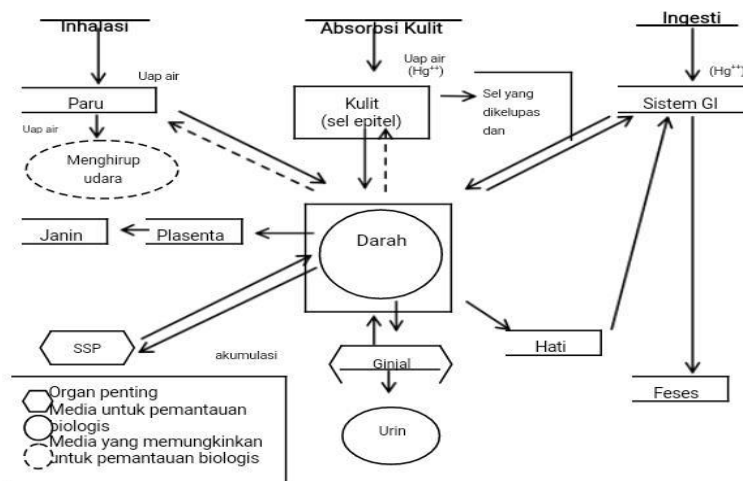 Inhalasi
Absorbsi Kulit
Ingesti
Uap air
Uap air
(Hg⁺⁺)
(Hg⁺⁺)
Paru
Kulit
(sel epitel)
Sel yang
dikelupas
dan
Sistem GI
Uap air
Menghirup
udara
Janin
Plasenta
Darah
SSP
akumulasi
Ginjal
Hati
Feses
Urin
Organ penting
Media untuk pemantauan
biologis
Media yang memungkinkan
untuk pemantauan biologis